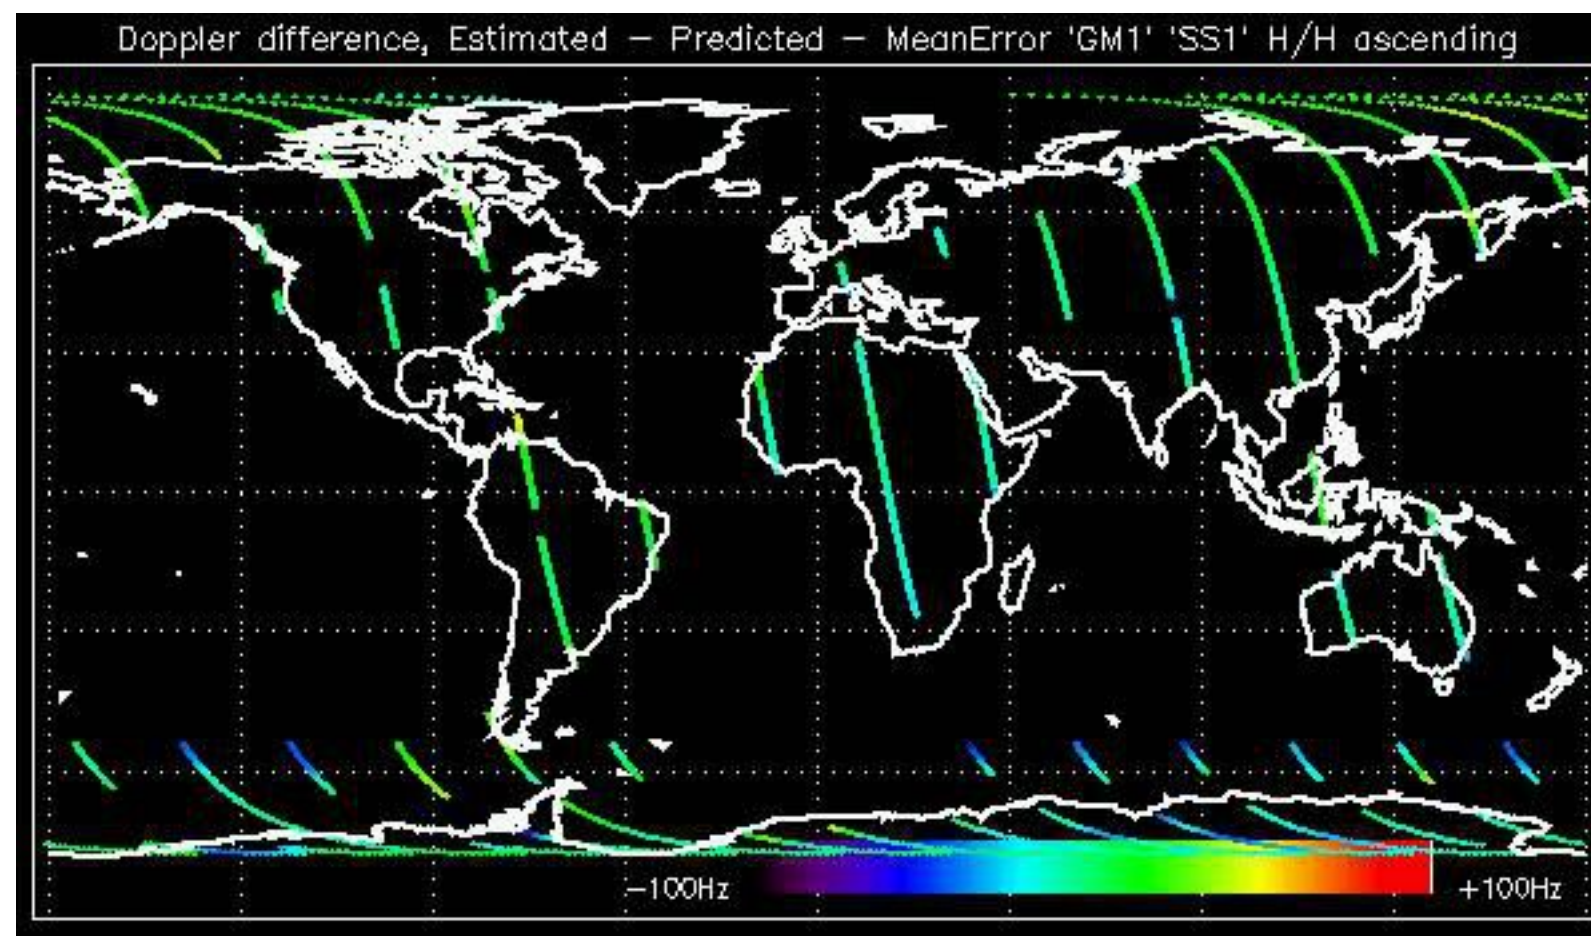 Doppler difference, Estimated - Predicted - MeanError 'GM1' 'SS1' H/H ascending
-100Hz +100Hz